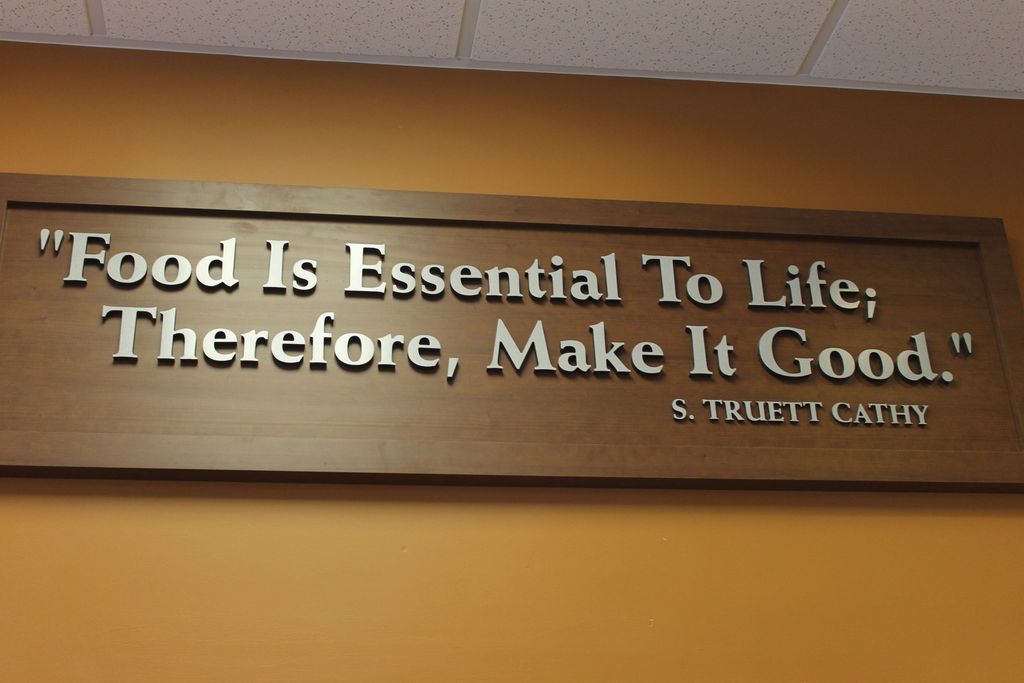 "Food Is Essential To Life;
Therefore, Make It Good."
S. TRUETT CATHY